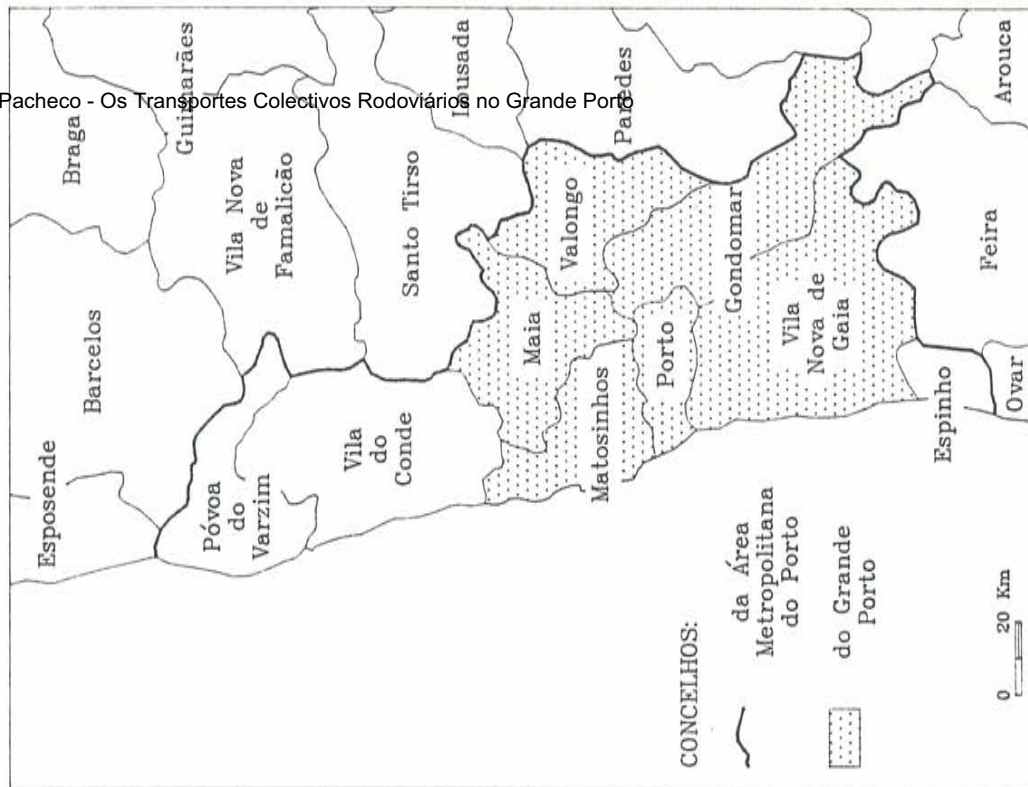 Pacheco - Os Transportes Colectivos Rodoviários no Grande Porto
Esposende
Barcelos
Braga
Guimarães
Póvoa
do
Varzim
Vila Nova
de
Famalicão
Vila
do
Conde
Santo Tirso
Lousada
Maia
Valongo
Paredes
Matosinhos
Porto
Gondomar
Vila
Nova de
Gaia
Espinho
Feira
Arouca
Ovar
CONCELHOS:
da Área
Metropolitana
do Porto
do Grande
Porto
0 20 Km